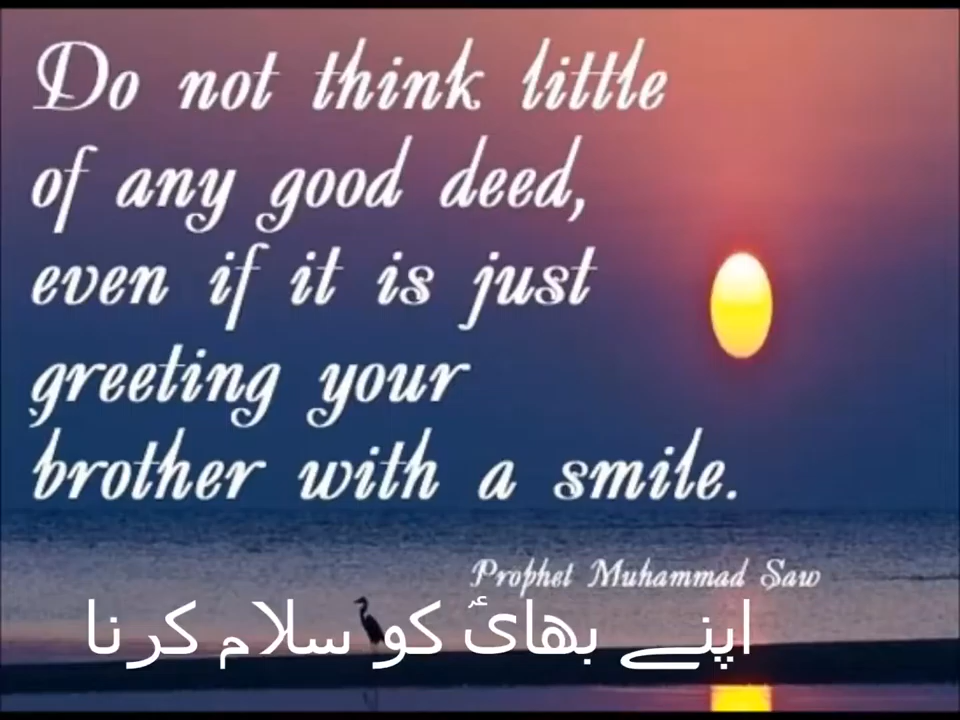 Do not think little
of any good deed,
even if it is just
greeting your
brother with a smile.
Prophet Muhammad Saw
اپنے بھایؑ کو سلام کرنا